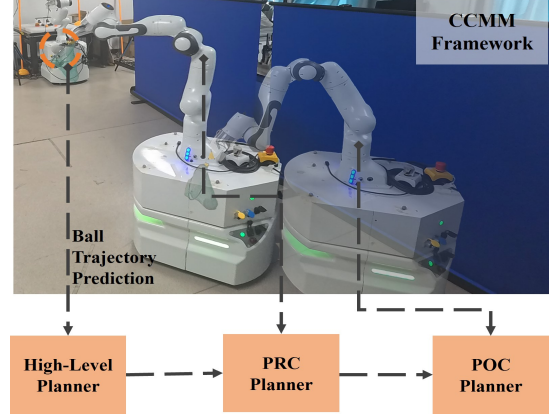 CCMM
Framework
Ball
Trajectory
Prediction
High-Level
Planner
PRC
Planner
POC
Planner